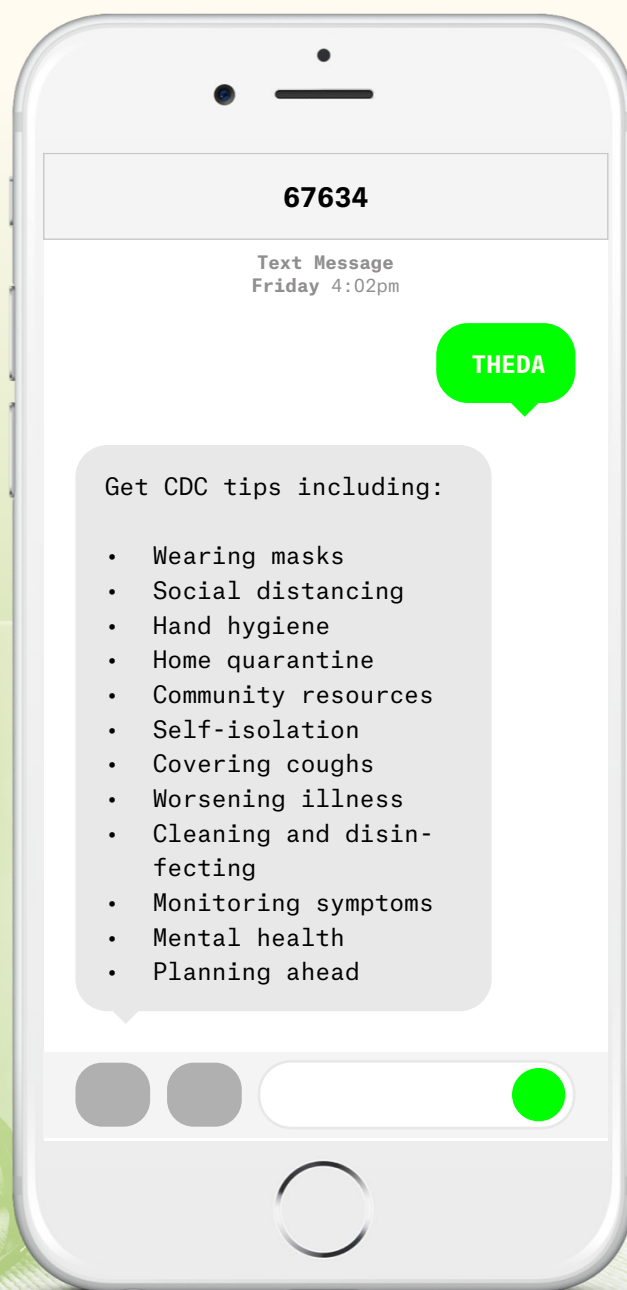 67634
Text Message
Friday 4:02pm
THEDA
Get CDC tips including:
• Wearing masks
• Social distancing
• Hand hygiene
• Home quarantine
• Community resources
• Self-isolation
• Covering coughs
• Worsening illness
• Cleaning and disin-
fecting
• Monitoring symptoms
• Mental health
• Planning ahead